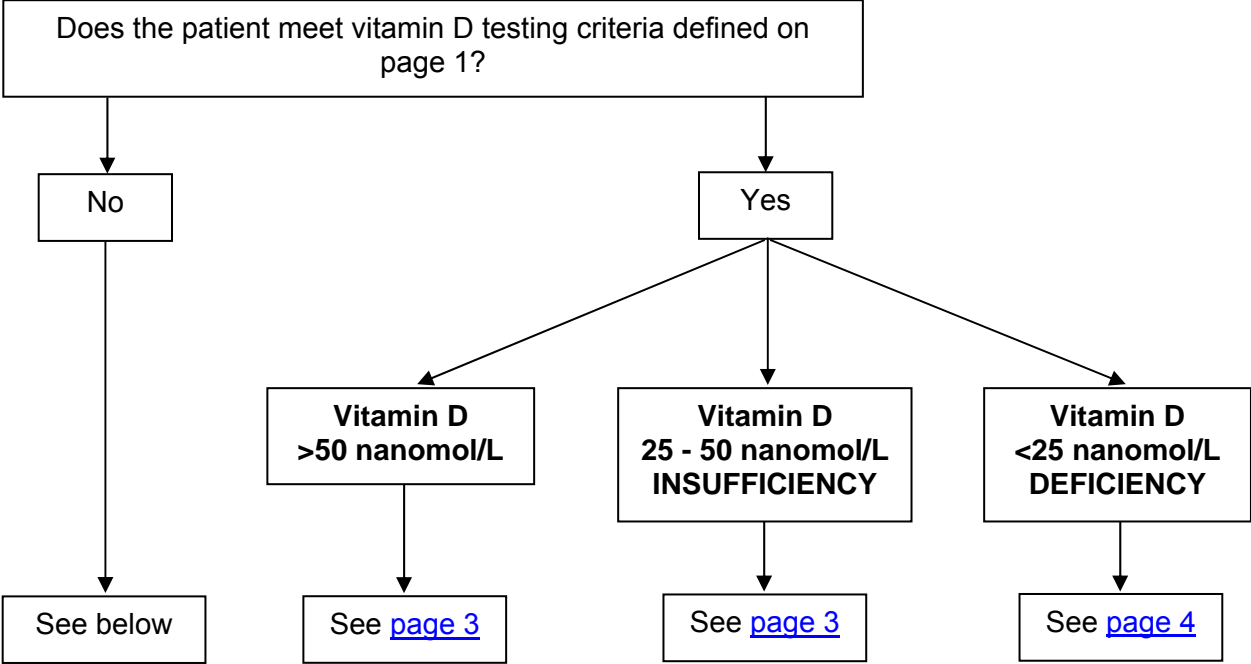 Does the patient meet vitamin D testing criteria defined on
page 1?
No
Yes
Vitamin D
>50 nanomol/L
Vitamin D
25 - 50 nanomol/L
INSUFFICIENCY
Vitamin D
<25 nanomol/L
DEFICIENCY
See below
See page 3
See page 3
See page 4